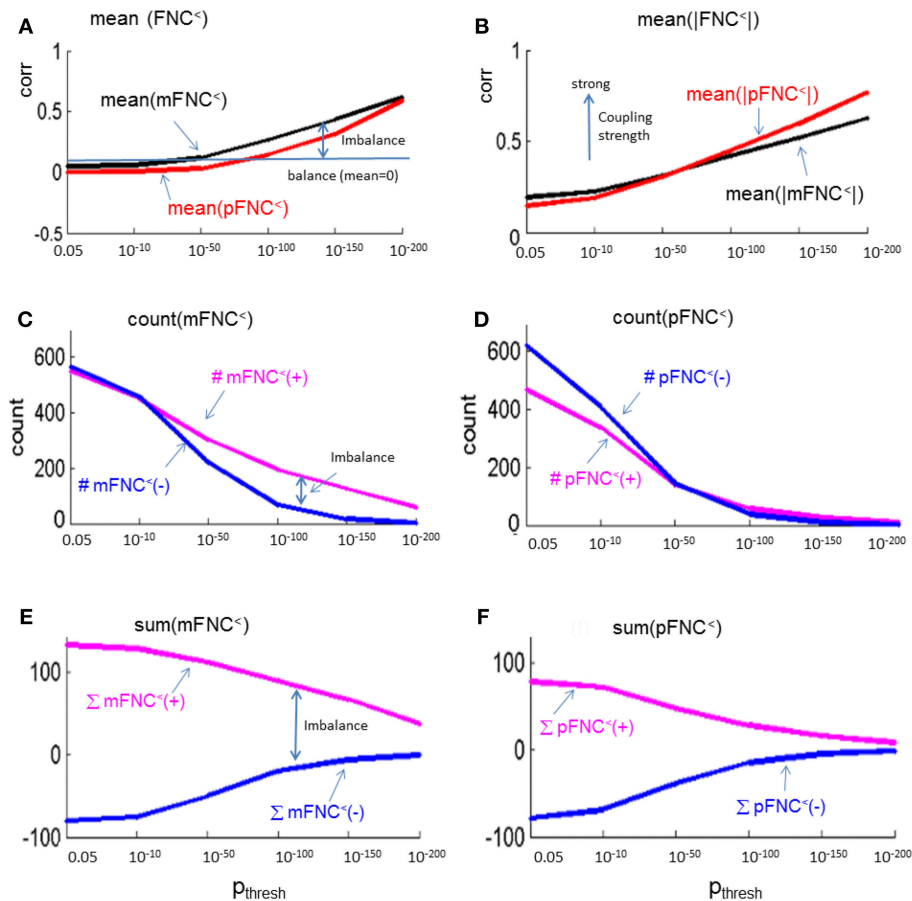 A
mean (FNC<)
corr
1
0.5
0
-0.5
mean(mFNC<)
Imbalance
balance (mean=0)
mean(pFNC<)
0.05 10-10 10-50 10-100 10-150 10-200
B
mean(|FNC<|)
corr
1
0.5
0
strong
Coupling
strength
mean(|pFNC<|)
mean(|mFNC<|)
0.05 10-10 10-50 10-100 10-150 10-200
C
count(mFNC<)
count
600
400
200
0
# mFNC<(+)
# mFNC<(-)
Imbalance
0.05 10-10 10-50 10-100 10-150 10-200
D
count(pFNC<)
count
600
400
200
0
# pFNC<(-)
# pFNC<(+)
0.05 10-10 10-50 10-100 10-150 10-200
E
sum(mFNC<)
100
0
-100
Σ mFNC<(+)
Imbalance
Σ mFNC<(-)
0.05 10-10 10-50 10-100 10-150 10-200
pthresh
F
sum(pFNC<)
100
0
-100
Σ pFNC<(+)
Σ pFNC<(-)
0.05 10-10 10-50 10-100 10-150 10-200
pthresh